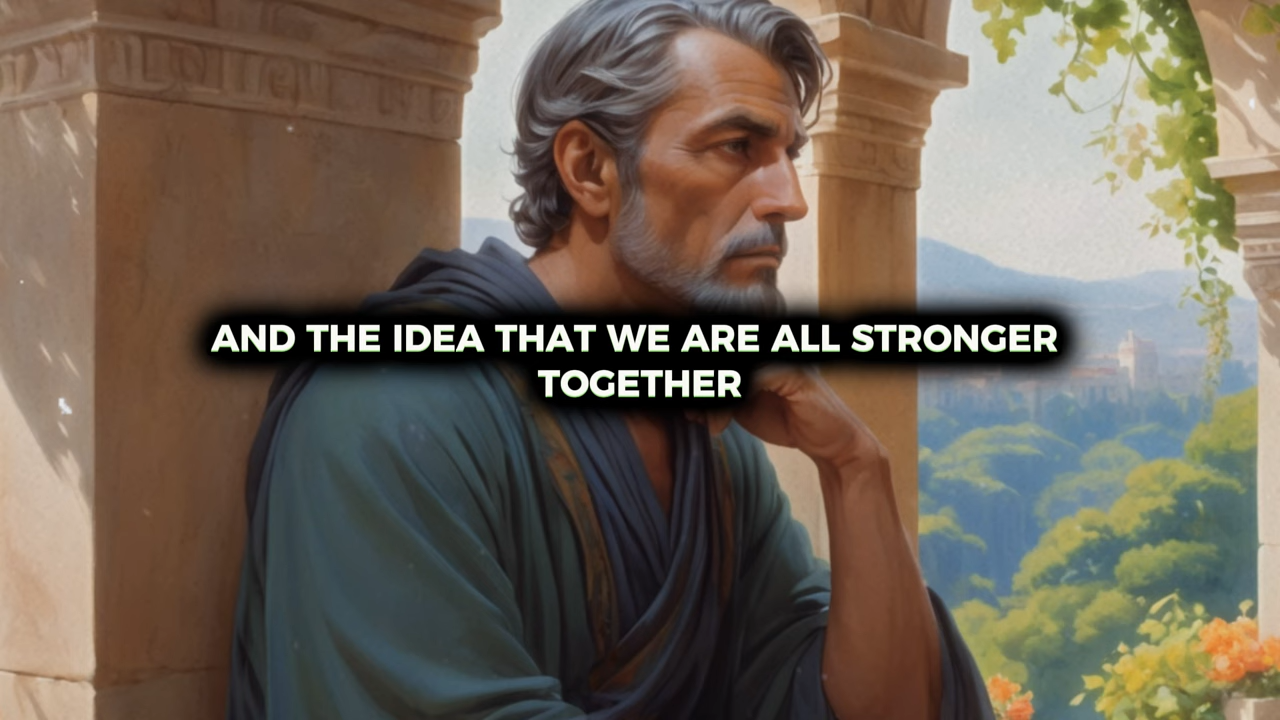 AND THE IDEA THAT WE ARE ALL STRONGER
TOGETHER